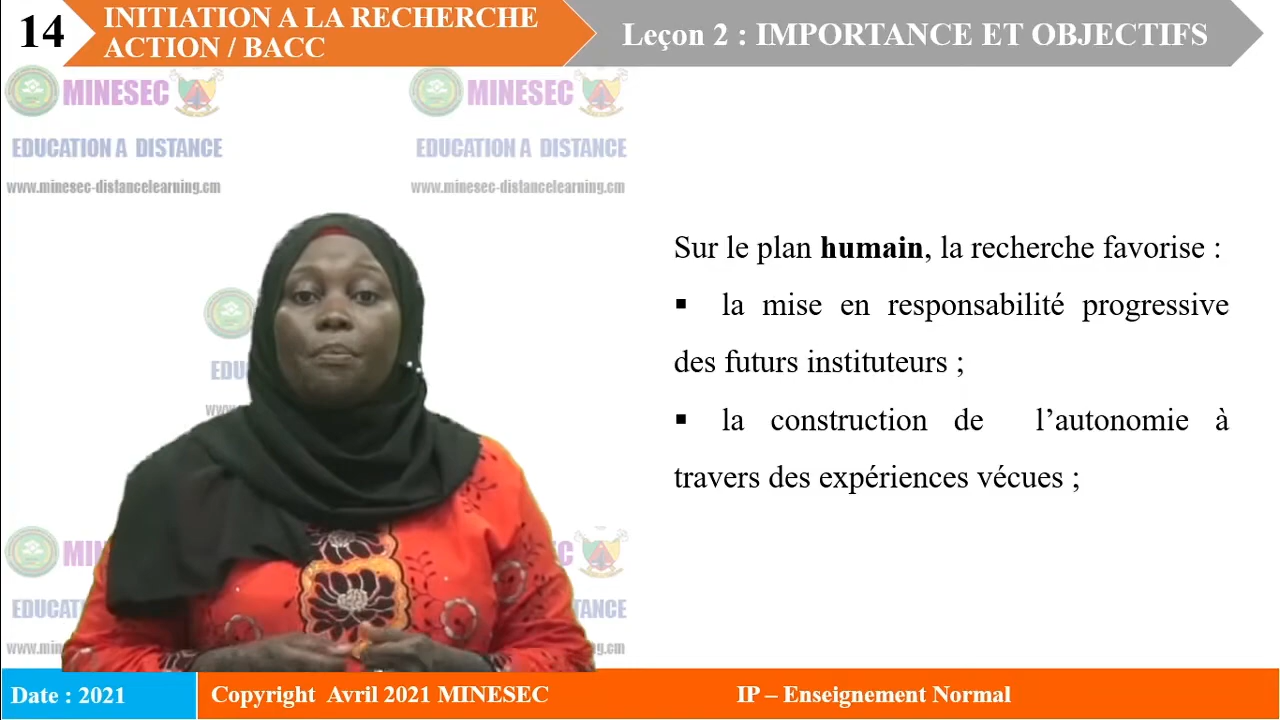 14
INITIATION A LA RECHERCHE
ACTION / BACC
Leçon 2 : IMPORTANCE ET OBJECTIFS
MINESEC
EDUCATION A DISTANCE
www.minesec-distancelearning.cm
MINESEC
EDUCATION A DISTANCE
www.minesec-distancelearning.cm
Sur le plan humain, la recherche favorise :
▪ la mise en responsabilité progressive
des futurs instituteurs ;
▪ la construction de l’autonomie à
travers des expériences vécues ;
Date : 2021
Copyright Avril 2021 MINESEC
IP – Enseignement Normal